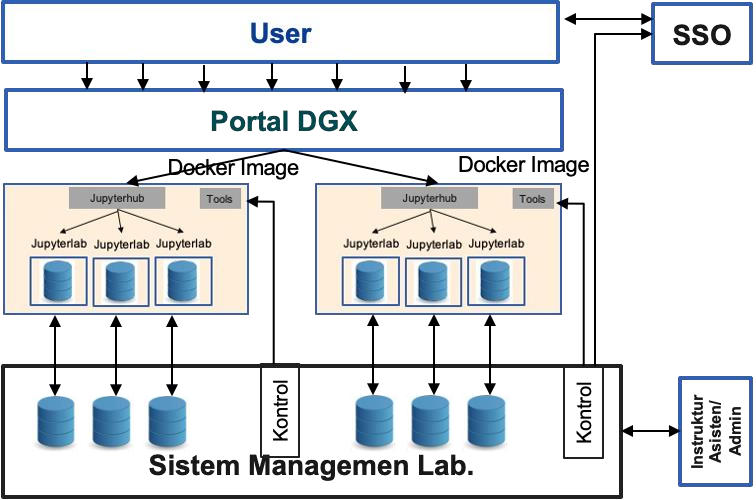 User
SSO
Portal DGX
Docker Image
Docker Image
Jupyterhub
Tools
Jupyterhub
Tools
Jupyterlab
Jupyterlab
Jupyterlab
Jupyterlab
Jupyterlab
Jupyterlab
Kontrol
Kontrol
Instruktur
Asisten/
Admin
Sistem Managemen Lab.